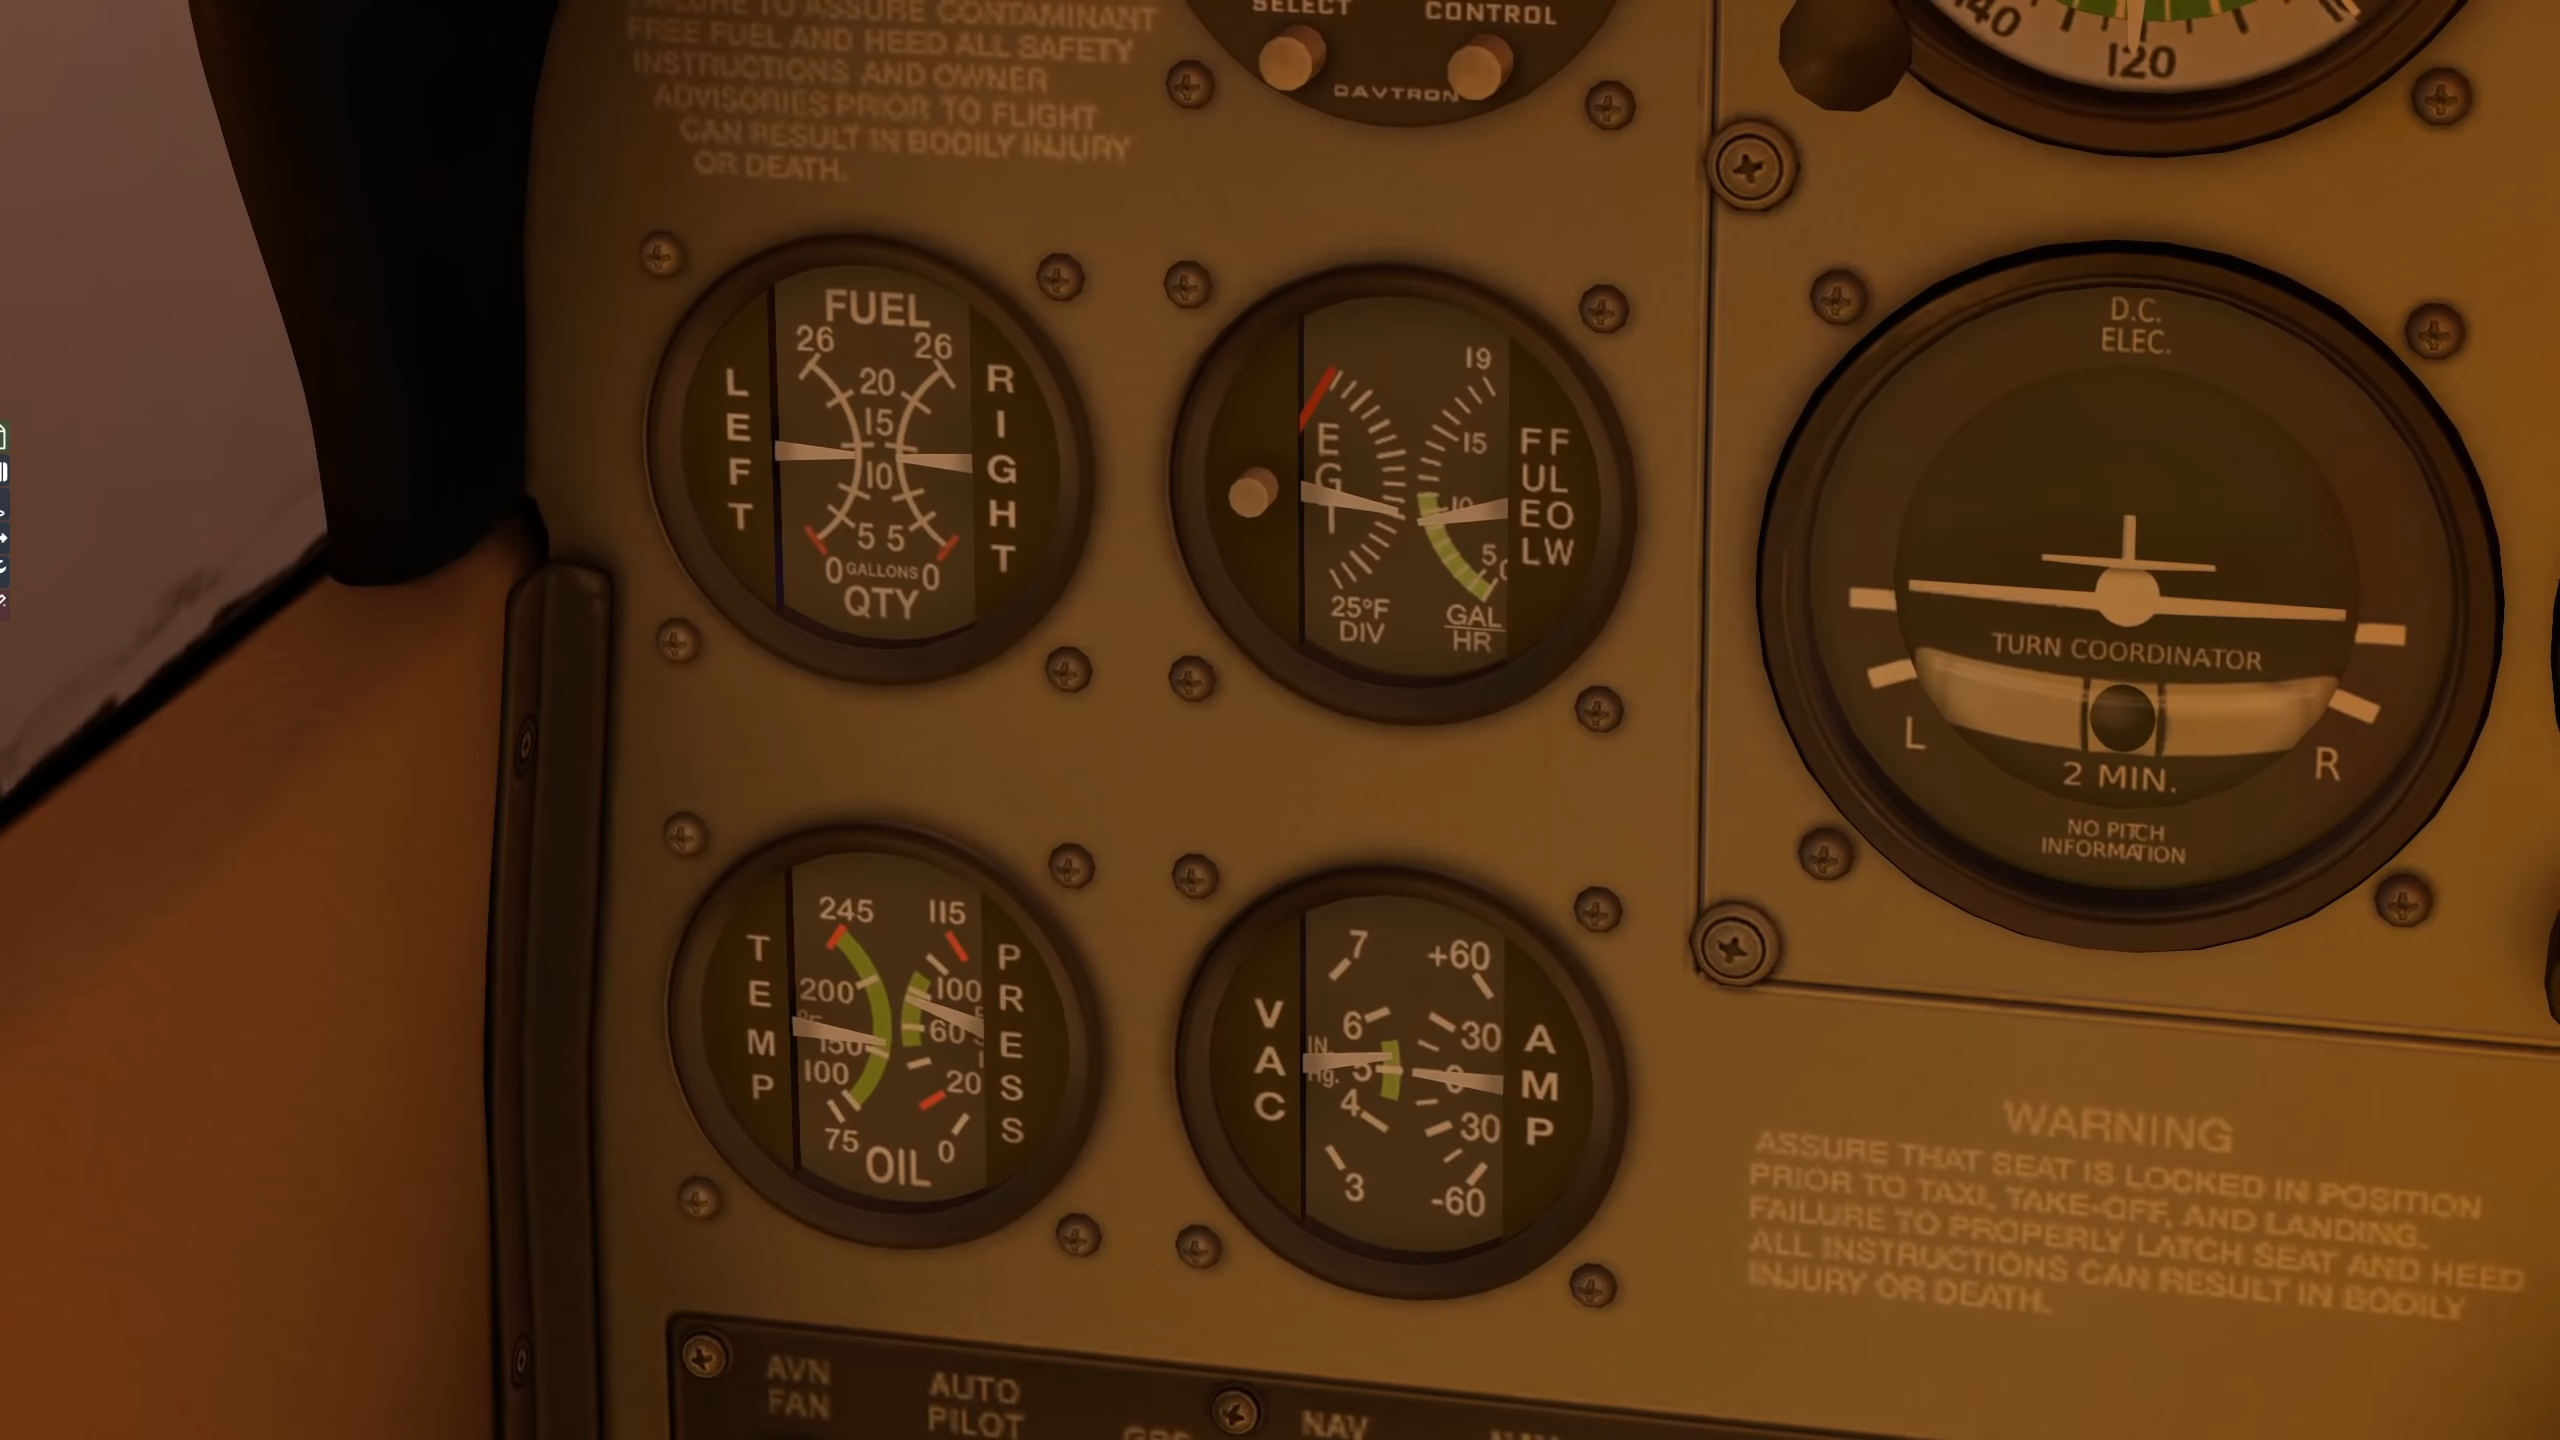 FAILURE TO ASSURE CONTAMINANT
FREE FUEL AND HEED ALL SAFETY
INSTRUCTIONS AND OWNER
ADVISORIES PRIOR TO FLIGHT
CAN RESULT IN BODILY INJURY
OR DEATH.
SELECT CONTROL
DAVTRON
140
120
FUEL
26 26
20
15
10
5 5
0 GALLONS 0
QTY
LEFT
RIGHT
EGT
25°F
DIV
19
15
10
5
GAL
HR
FUEL
FLOW
D.C.
ELEC.
TURN COORDINATOR
L R
2 MIN.
NO PITCH
INFORMATION
TEMP
245
200
°F
150
100
75
115
100
60
20
0
OIL
PRESS
VAC
7
6
IN.
Hg.
5
4
3
+60
30
0
30
-60
AMP
WARNING
ASSURE THAT SEAT IS LOCKED IN POSITION
PRIOR TO TAXI, TAKE-OFF, AND LANDING.
FAILURE TO PROPERLY LATCH SEAT AND HEED
ALL INSTRUCTIONS CAN RESULT IN BODILY
INJURY OR DEATH.
AVN
FAN
AUTO
PILOT
NAV